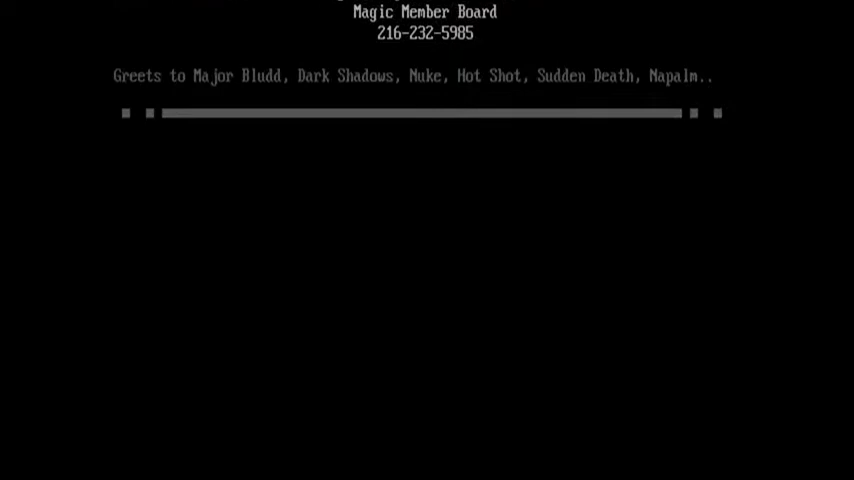 Magic Member Board
216-232-5985
Greets to Major Bludd, Dark Shadows, Nuke, Hot Shot, Sudden Death, Napalm..